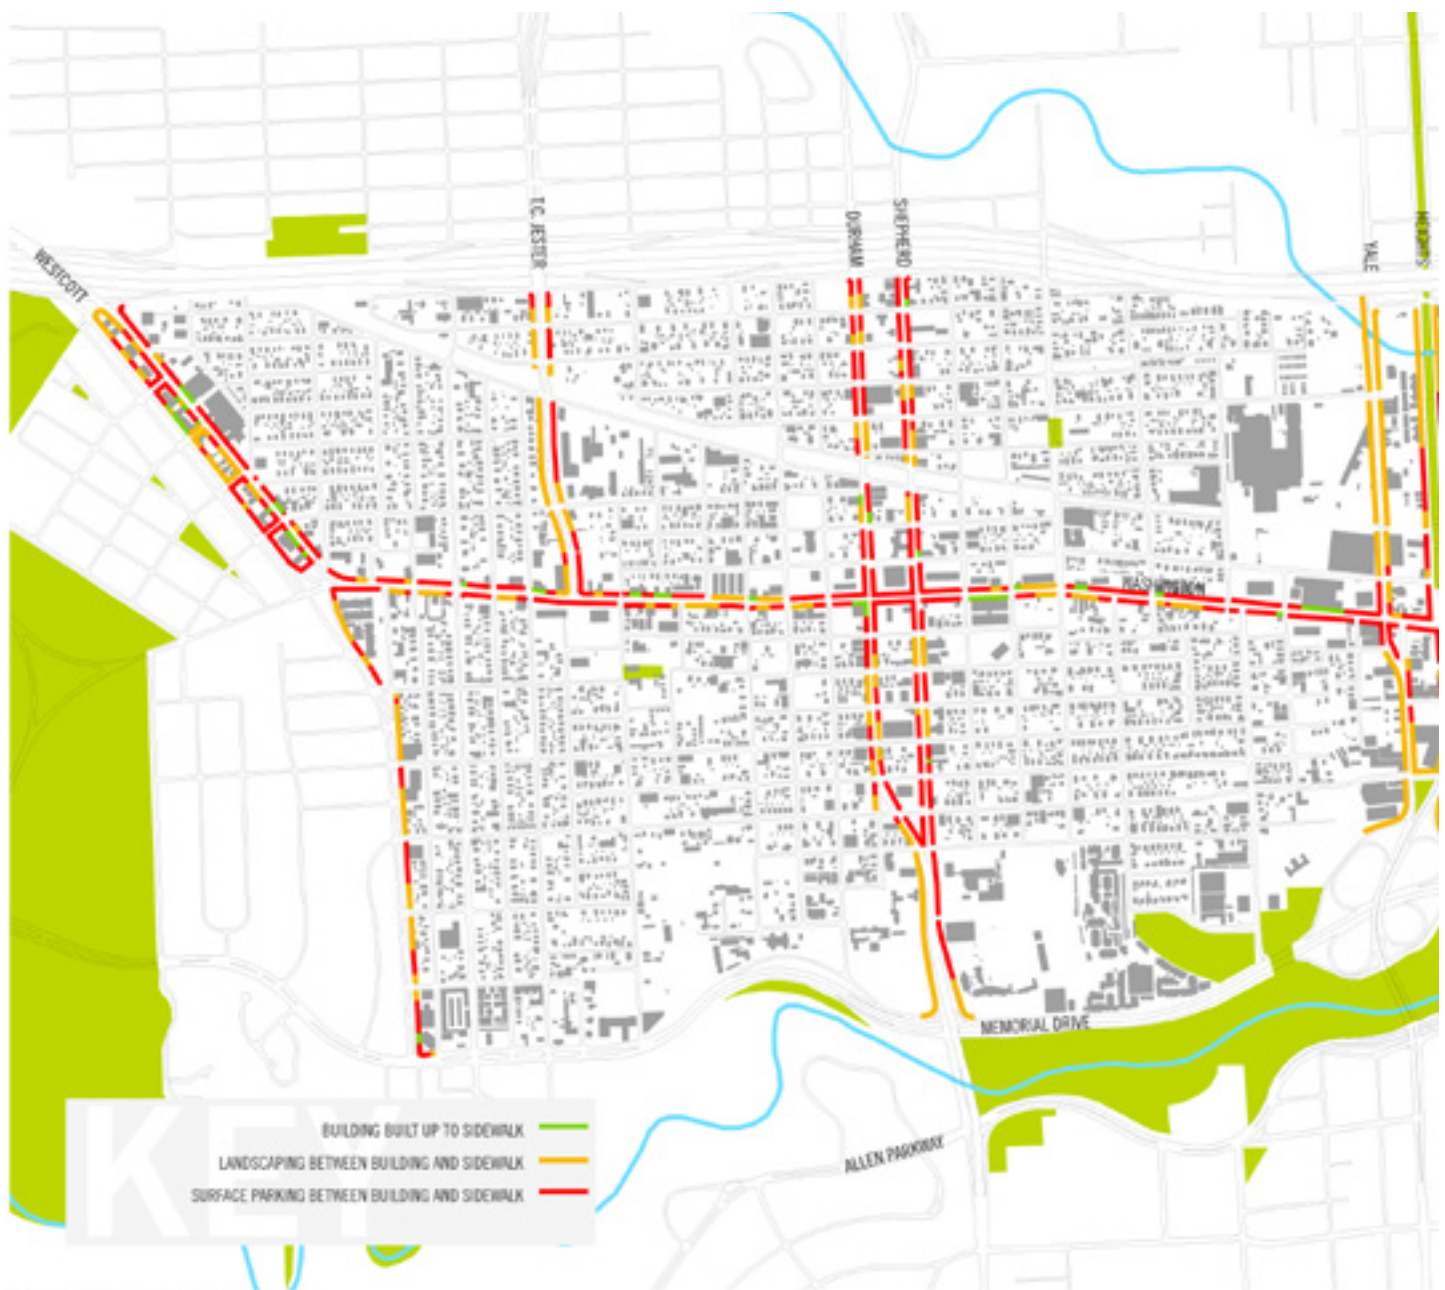 WESTCOTT
T.C. JESTER
DURHAM
SHEPHERD
YALE
HEIGHTS
WASHINGTON
MEMORIAL DRIVE
ALLEN PARKWAY
KEY
BUILDING BUILT UP TO SIDEWALK
LANDSCAPING BETWEEN BUILDING AND SIDEWALK
SURFACE PARKING BETWEEN BUILDING AND SIDEWALK